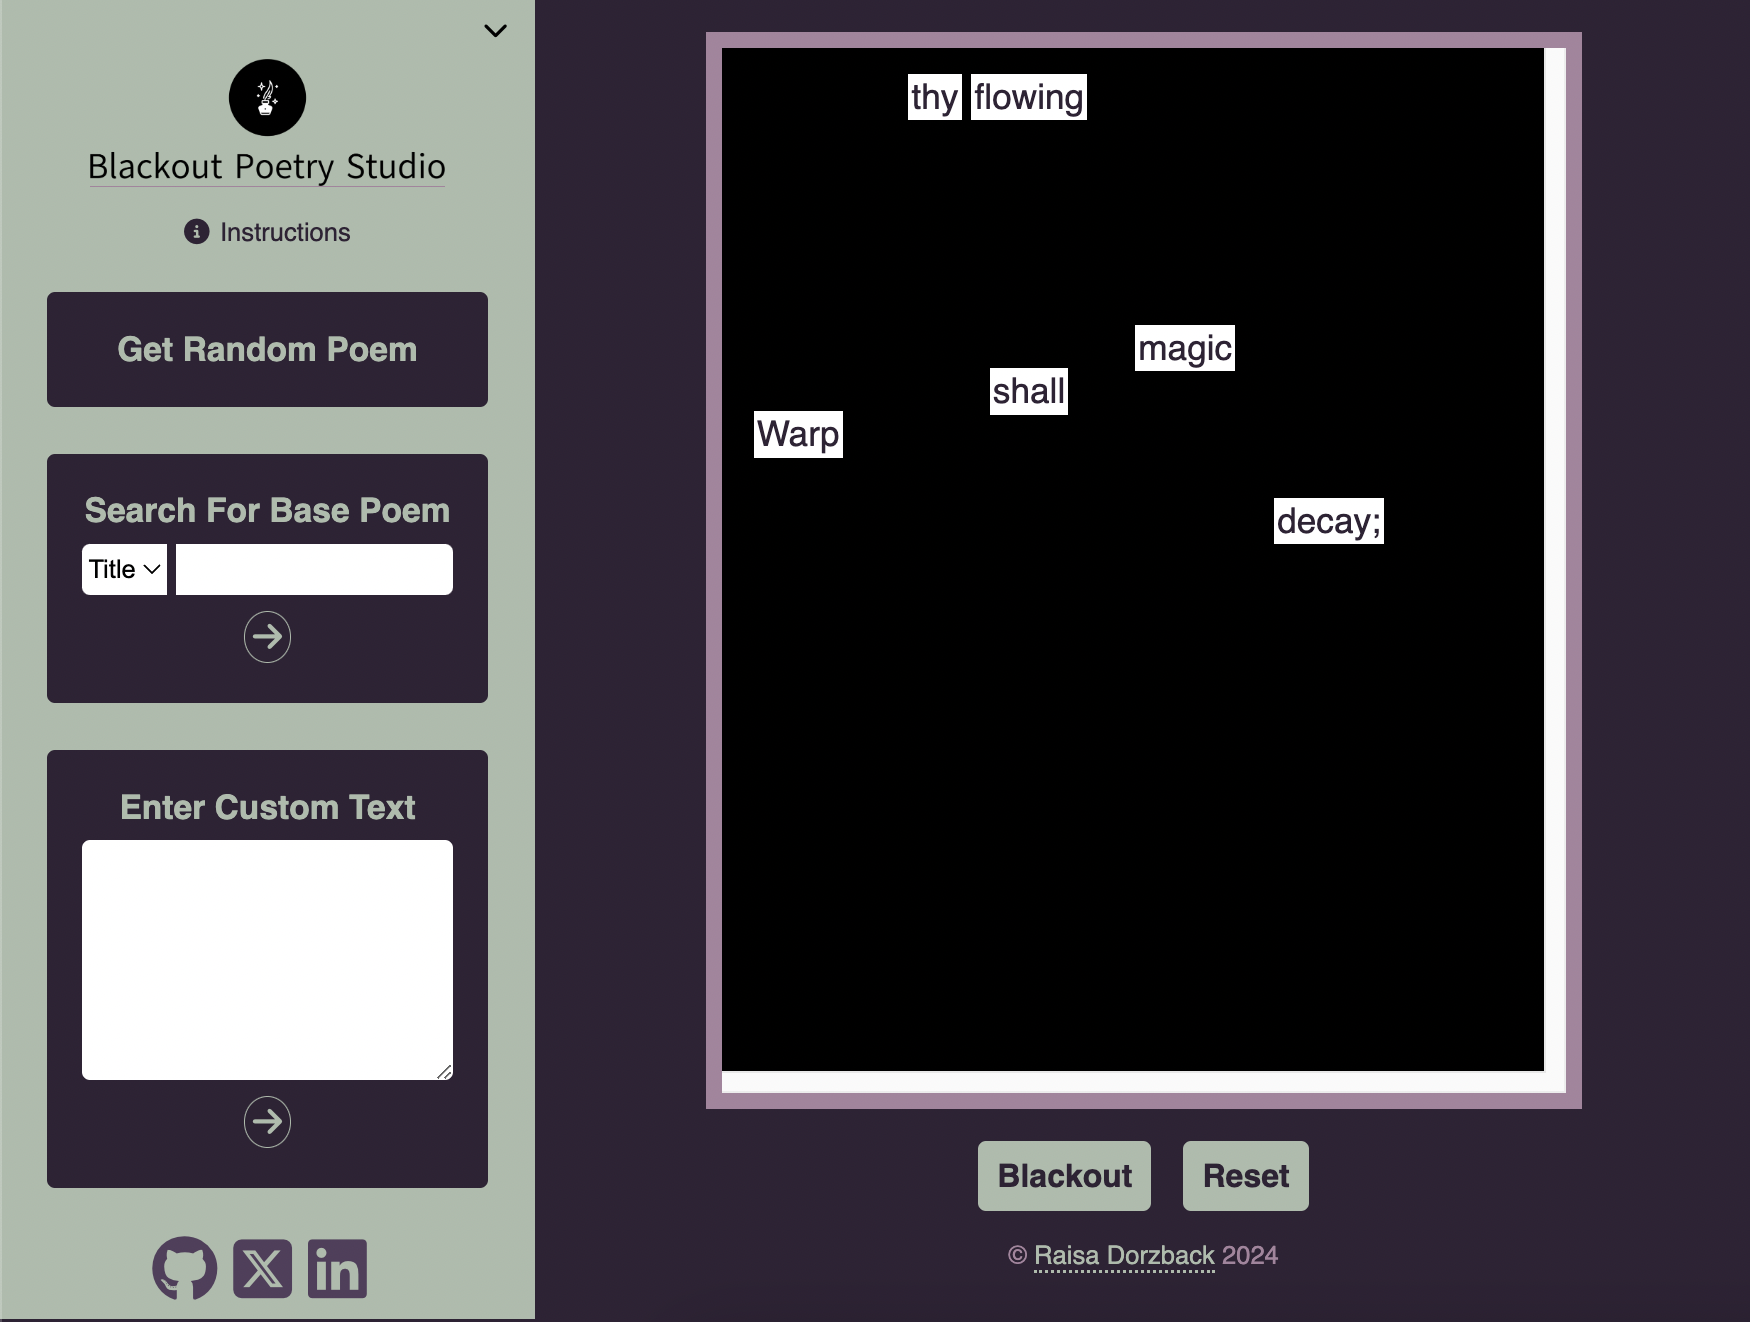 Blackout Poetry Studio
Instructions
Get Random Poem
Search For Base Poem
Title
Enter Custom Text
thy flowing
magic
shall
Warp
decay;
Blackout Reset
© Raisa Dorzback 2024